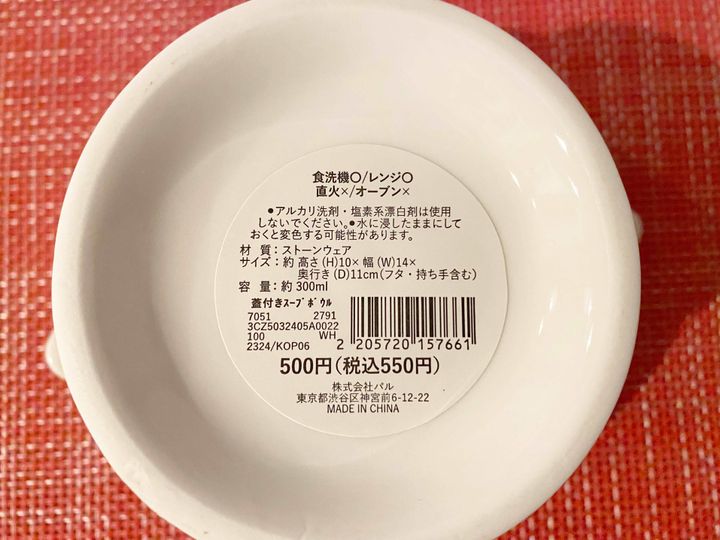 食洗機○/レンジ○
直火×/オーブン×
●アルカリ洗剤・塩素系漂白剤は使用
しないでください。●水に浸したままにして
おくと変色する可能性があります。
材 質：ストーンウェア
サイズ：約 高さ(H)10× 幅(W)14×
奥行き(D)11cm(フタ・持ち手含む)
容 量：約 300ml
蓋付きスープボウル
7051 2791
3CZ5032405A0022
100 WH
2324/KOP06
2 205720 157661
500円(税込550円)
株式会社パル
東京都渋谷区神宮前6-12-22
MADE IN CHINA